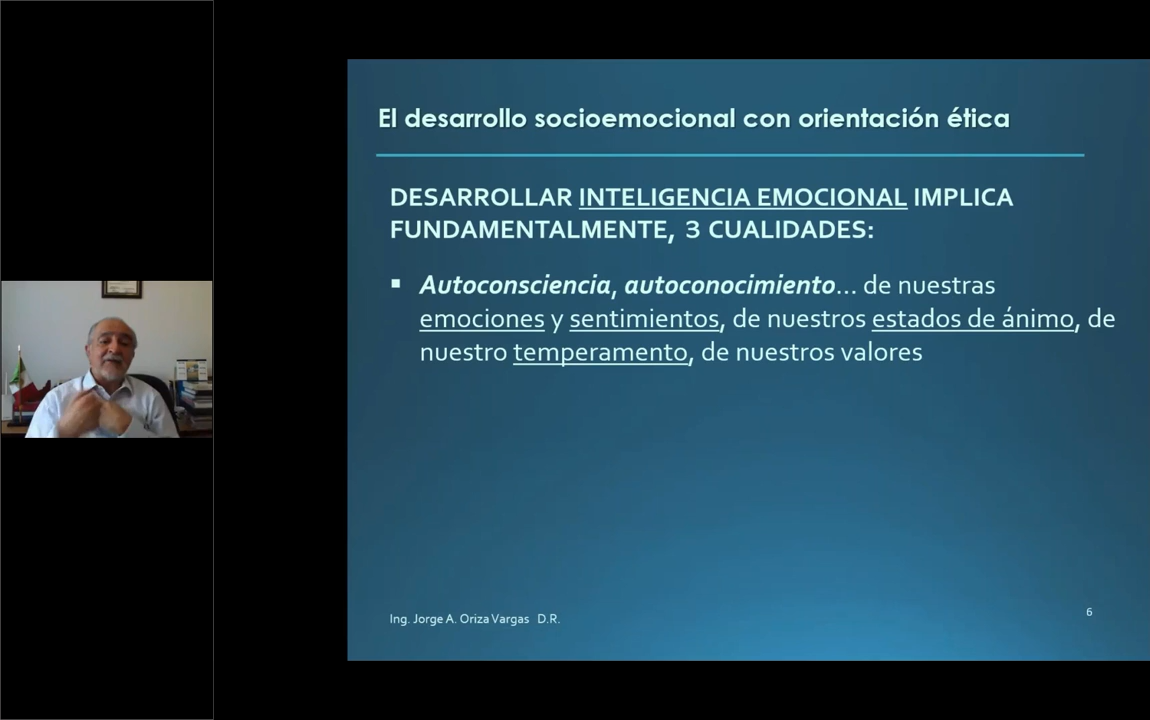 El desarrollo socioemocional con orientación ética
DESARROLLAR INTELIGENCIA EMOCIONAL IMPLICA
FUNDAMENTALMENTE, 3 CUALIDADES:
▪ Autoconsciencia, autoconocimiento... de nuestras
emociones y sentimientos, de nuestros estados de ánimo, de
nuestro temperamento, de nuestros valores
Ing. Jorge A. Oriza Vargas D.R.
6